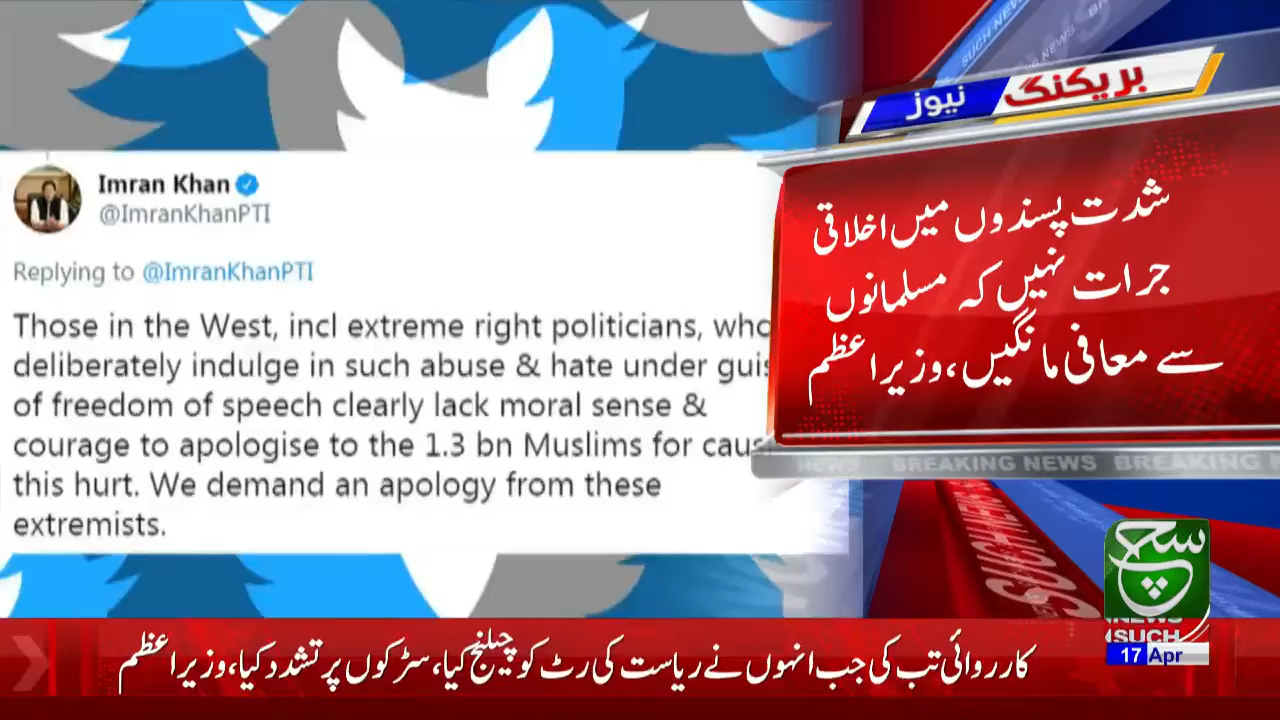 Imran Khan
@ImranKhanPTI
Replying to @ImranKhanPTI
Those in the West, incl extreme right politicians, who
deliberately indulge in such abuse & hate under guis
of freedom of speech clearly lack moral sense &
courage to apologise to the 1.3 bn Muslims for caus
this hurt. We demand an apology from these
extremists.
SUCH NEWS
بریکنگ نیوز
شدت پسندوں میں اخلاقی
جرات نہیں کہ مسلمانوں
سے معافی مانگیں، وزیراعظم
NEWS BREAKING NEWS BREAKING N
سچ
SUCH
17 Apr
کارروائی تب کی جب انہوں نے ریاست کی رٹ کو چیلنج کیا، سڑکوں پر تشدد کیا، وزیراعظم